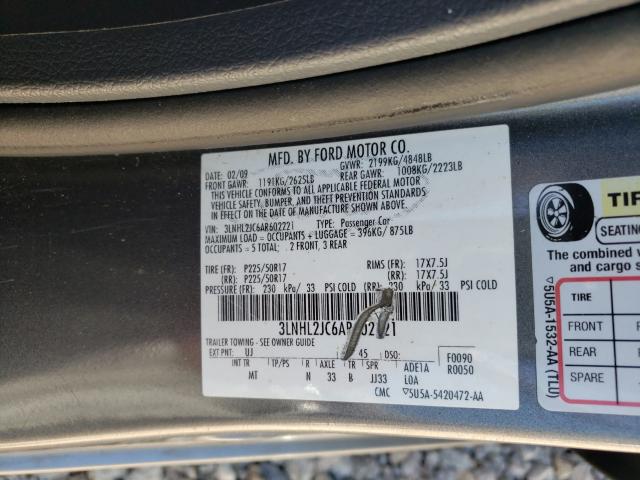 MFD. BY FORD MOTOR CO.
DATE: 02/09 GVWR: 2199KG/4848LB
FRONT GAWR: 1191KG/2625LB REAR GAWR: 1008KG/2223LB
THIS VEHICLE CONFORMS TO ALL APPLICABLE FEDERAL MOTOR
VEHICLE SAFETY, BUMPER, AND THEFT PREVENTION STANDARDS
IN EFFECT ON THE DATE OF MANUFACTURE SHOWN ABOVE.
VIN: 3LNHL2JC6AR602221 TYPE: Passenger Car
MAXIMUM LOAD = OCCUPANTS + LUGGAGE = 396KG/ 875LB
OCCUPANTS = 5 TOTAL: 2 FRONT, 3 REAR
TIRE (FR): P225/50R17 RIMS (FR): 17X7.5J
(RR): P225/50R17 (RR): 17X7.5J
PRESSURE (FR): 230 kPa/ 33 PSI COLD (RR): 230 kPa/ 33 PSI COLD
TRAILER TOWING - SEE OWNER GUIDE
EXT PNT: UJ 45 DSO: F0090
INT TR TP/PS R AXLE TR SPR ADE1A R0050
MT N 33 B JJ33 LOA
CMC ▽5U5A-5420472-AA
TI
SEATING
The combined
and cargo
TIRE
FRONT
REAR
SPARE
▽5U5A-1532-AA (TLU)